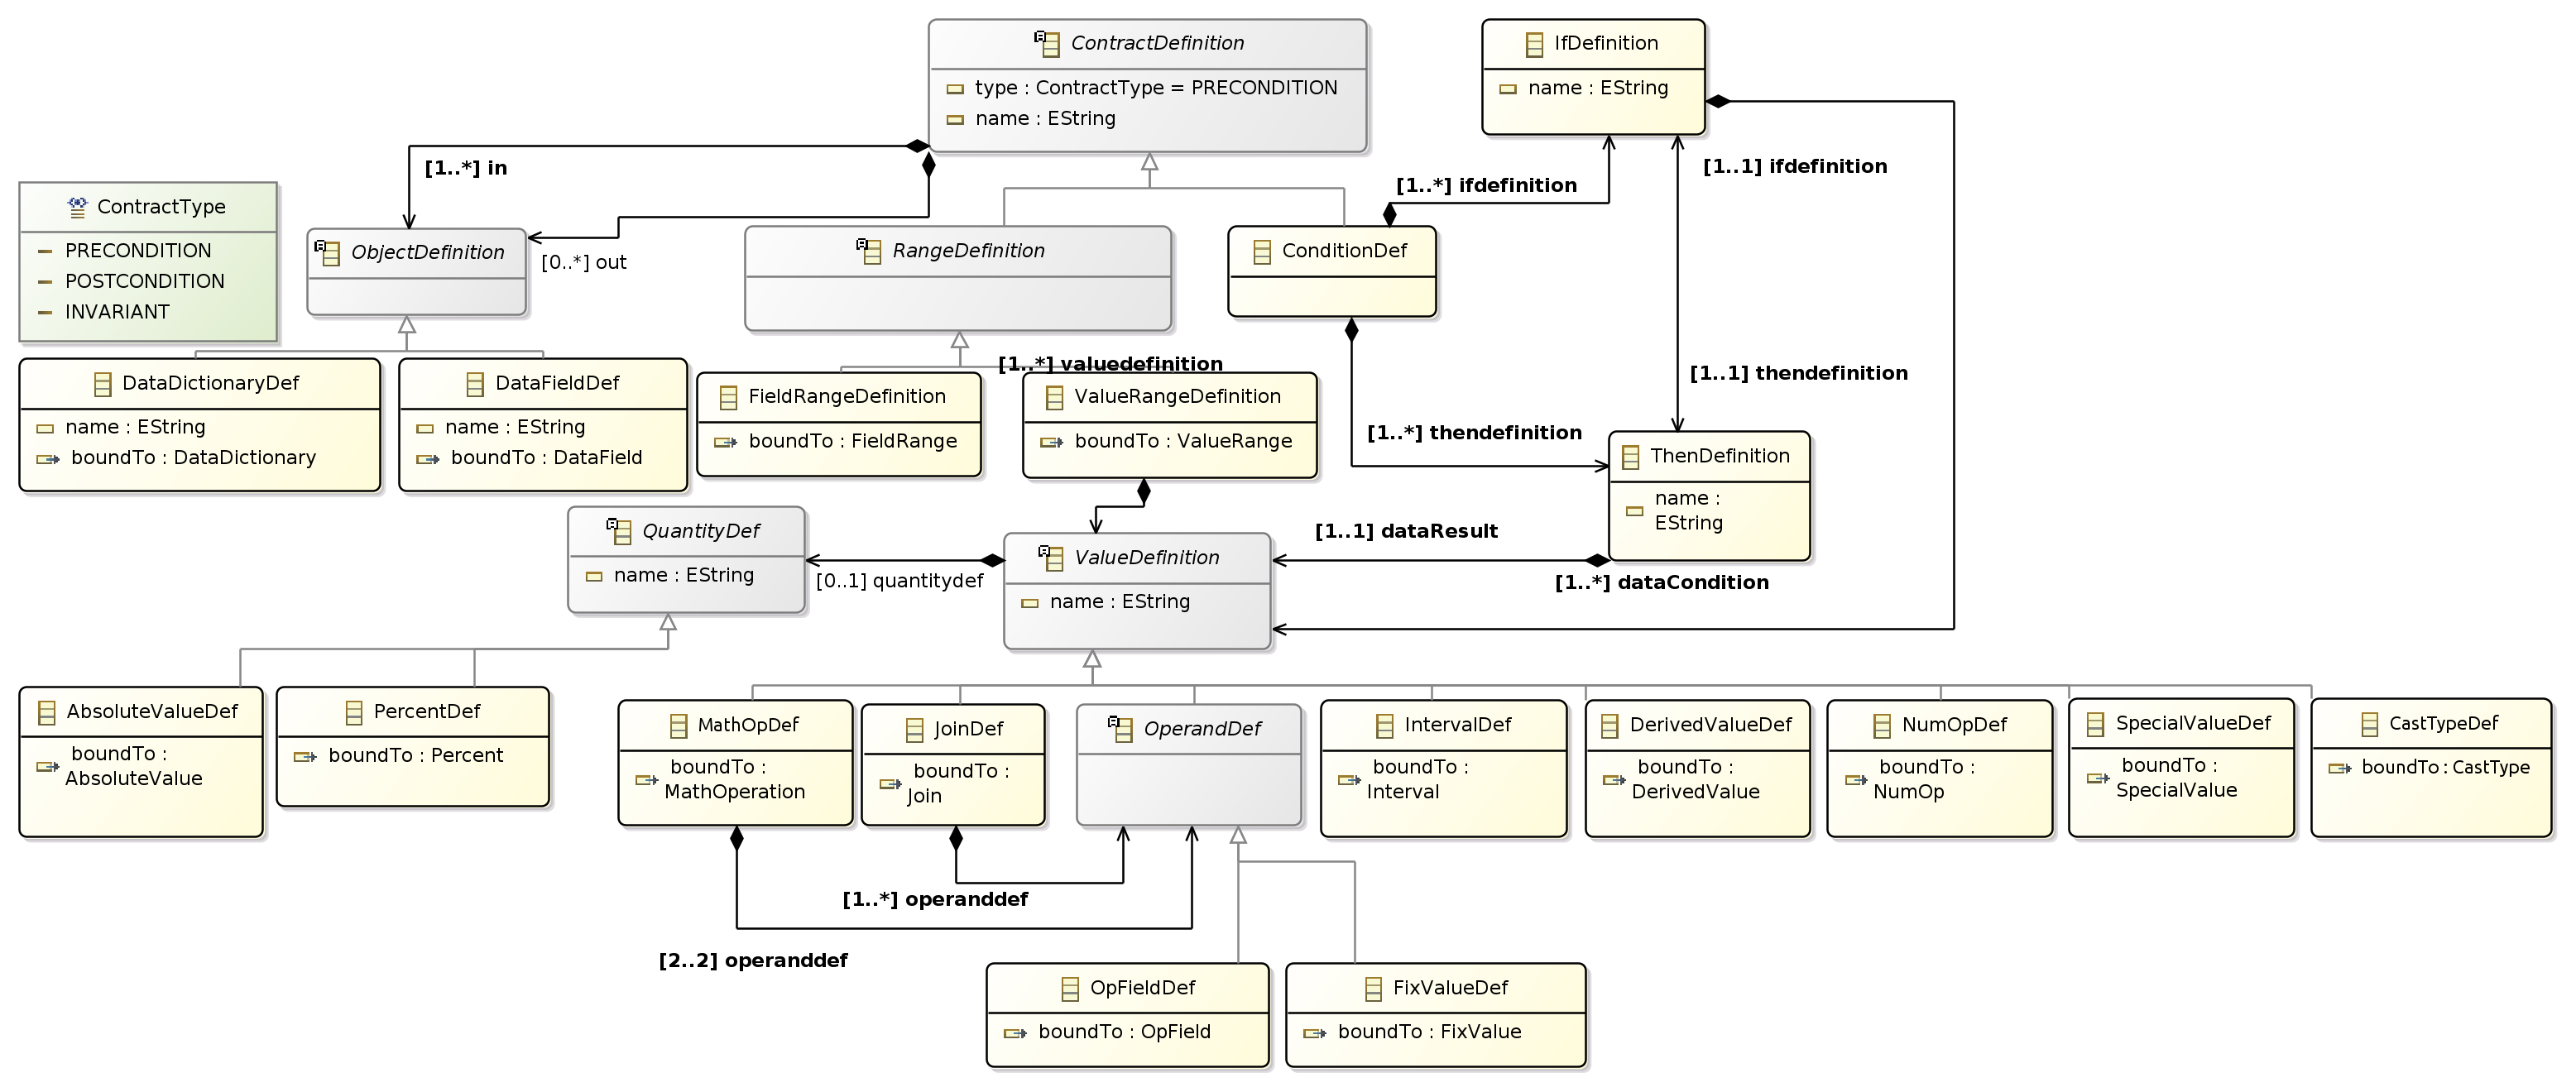 ContractDefinition
type : ContractType = PRECONDITION
name : EString
IfDefinition
name : EString
[1..*] in
[1..1] ifdefinition
[1..*] ifdefinition
ContractType
PRECONDITION
POSTCONDITION
INVARIANT
ObjectDefinition
[0..*] out
RangeDefinition
ConditionDef
[1..*] valuedefinition
[1..1] thendefinition
DataDictionaryDef
name : EString
boundTo : DataDictionary
DataFieldDef
name : EString
boundTo : DataField
FieldRangeDefinition
boundTo : FieldRange
ValueRangeDefinition
boundTo : ValueRange
[1..*] thendefinition
ThenDefinition
name :
EString
QuantityDef
name : EString
[0..1] quantitydef
ValueDefinition
name : EString
[1..1] dataResult
[1..*] dataCondition
AbsoluteValueDef
boundTo :
AbsoluteValue
PercentDef
boundTo : Percent
MathOpDef
boundTo :
MathOperation
JoinDef
boundTo :
Join
OperandDef
IntervalDef
boundTo :
Interval
DerivedValueDef
boundTo :
DerivedValue
NumOpDef
boundTo :
NumOp
SpecialValueDef
boundTo :
SpecialValue
CastTypeDef
boundTo : CastType
[1..*] operanddef
[2..2] operanddef
OpFieldDef
boundTo : OpField
FixValueDef
boundTo : FixValue